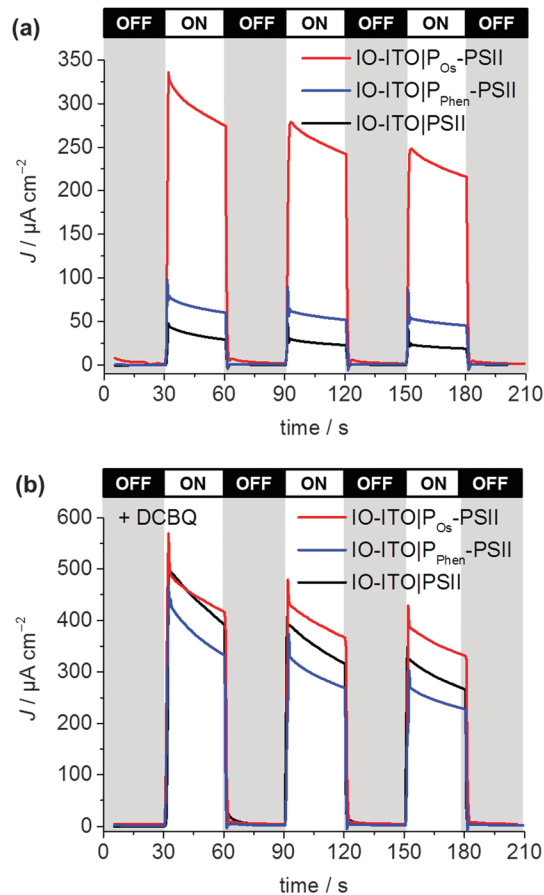 (a)
OFF ON OFF ON OFF ON OFF
IO-ITO|P_Os-PSII
IO-ITO|P_Phen-PSII
IO-ITO|PSII
J / µA cm⁻²
350
300
250
200
150
100
50
0
0 30 60 90 120 150 180 210
time / s
(b)
OFF ON OFF ON OFF ON OFF
+ DCBQ
IO-ITO|P_Os-PSII
IO-ITO|P_Phen-PSII
IO-ITO|PSII
J / µA cm⁻²
600
500
400
300
200
100
0
0 30 60 90 120 150 180 210
time / s